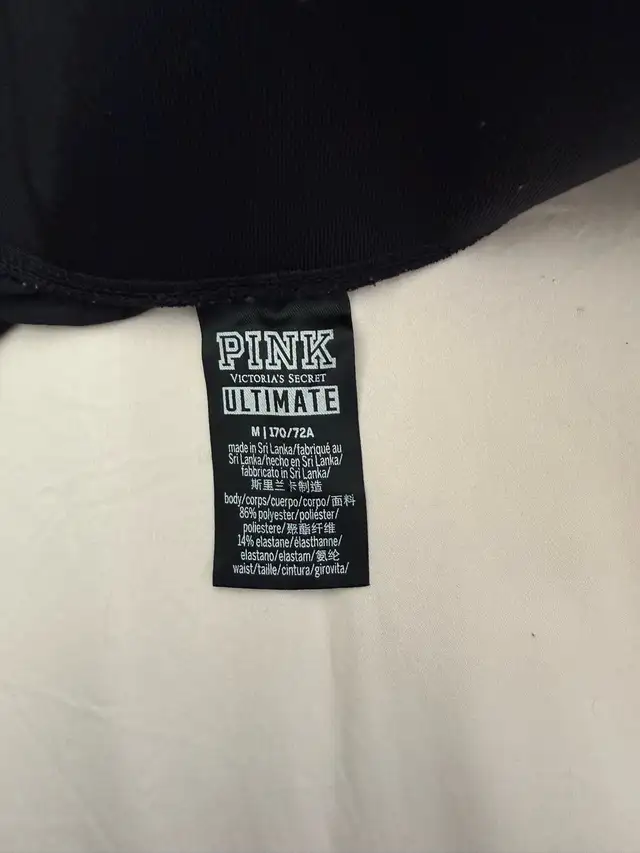 PINK
VICTORIA'S SECRET
ULTIMATE
M | 170/72A
made in Sri Lanka/fabriqué au
Sri Lanka/hecho en Sri Lanka/
fabbricato in Sri Lanka/
斯里兰卡制造
body/corps/cuerpo/corpo/面料
86% polyester/poliéster/
poliestere/聚酯纤维
14% elastane/élasthanne/
elastano/elastam/氨纶
waist/taille/cintura/girovita/